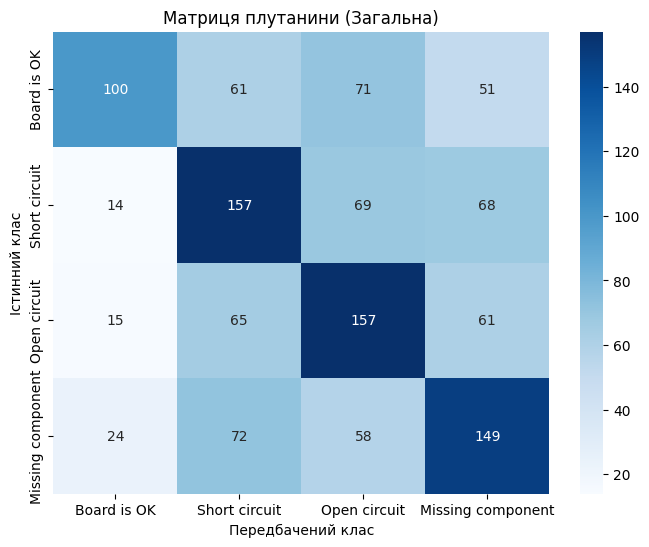 Матриця плутанини (Загальна)
Істинний клас
Board is OK
100 61 71 51
Short circuit
14 157 69 68
Open circuit
15 65 157 61
Missing component
24 72 58 149
Board is OK Short circuit Open circuit Missing component
Передбачений клас
140
120
100
80
60
40
20